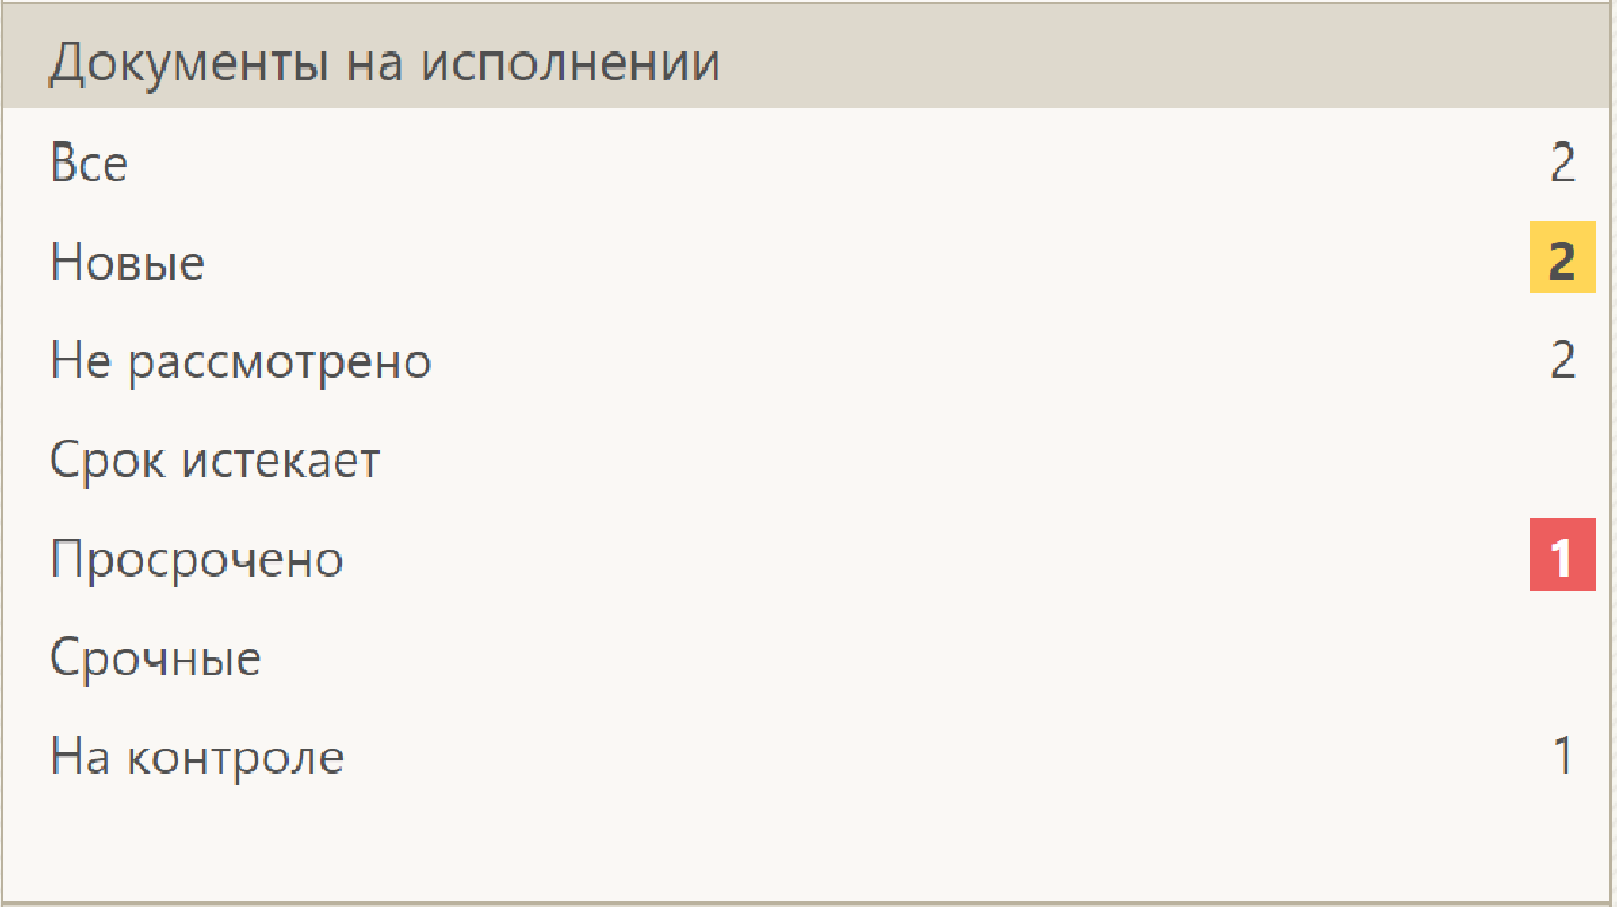 Документы на исполнении
Все 2
Новые 2
Не рассмотрено 2
Срок истекает
Просрочено 1
Срочные
На контроле 1